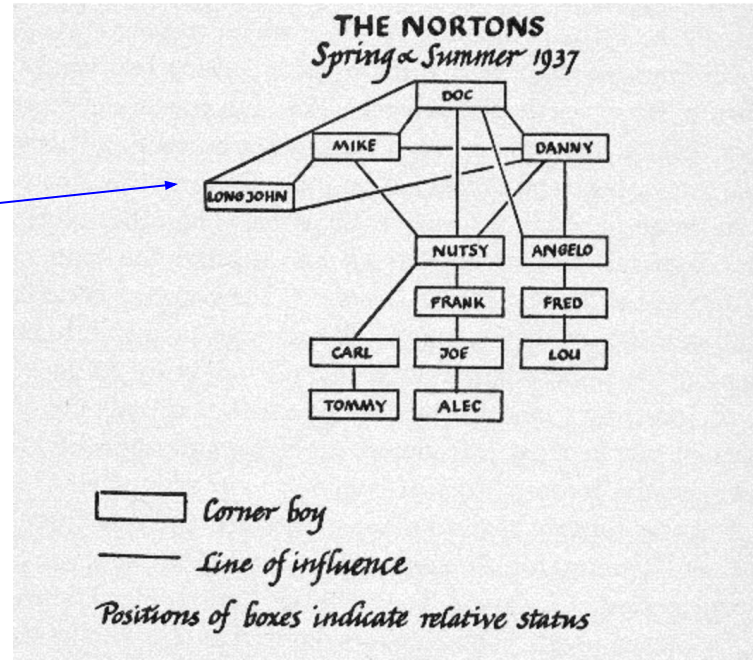 THE NORTONS
Spring & Summer 1937
DOC
MIKE
DANNY
LONG JOHN
NUTSY
ANGELO
FRANK
FRED
CARL
JOE
LOU
TOMMY
ALEC
Corner boy
Line of influence
Positions of boxes indicate relative status